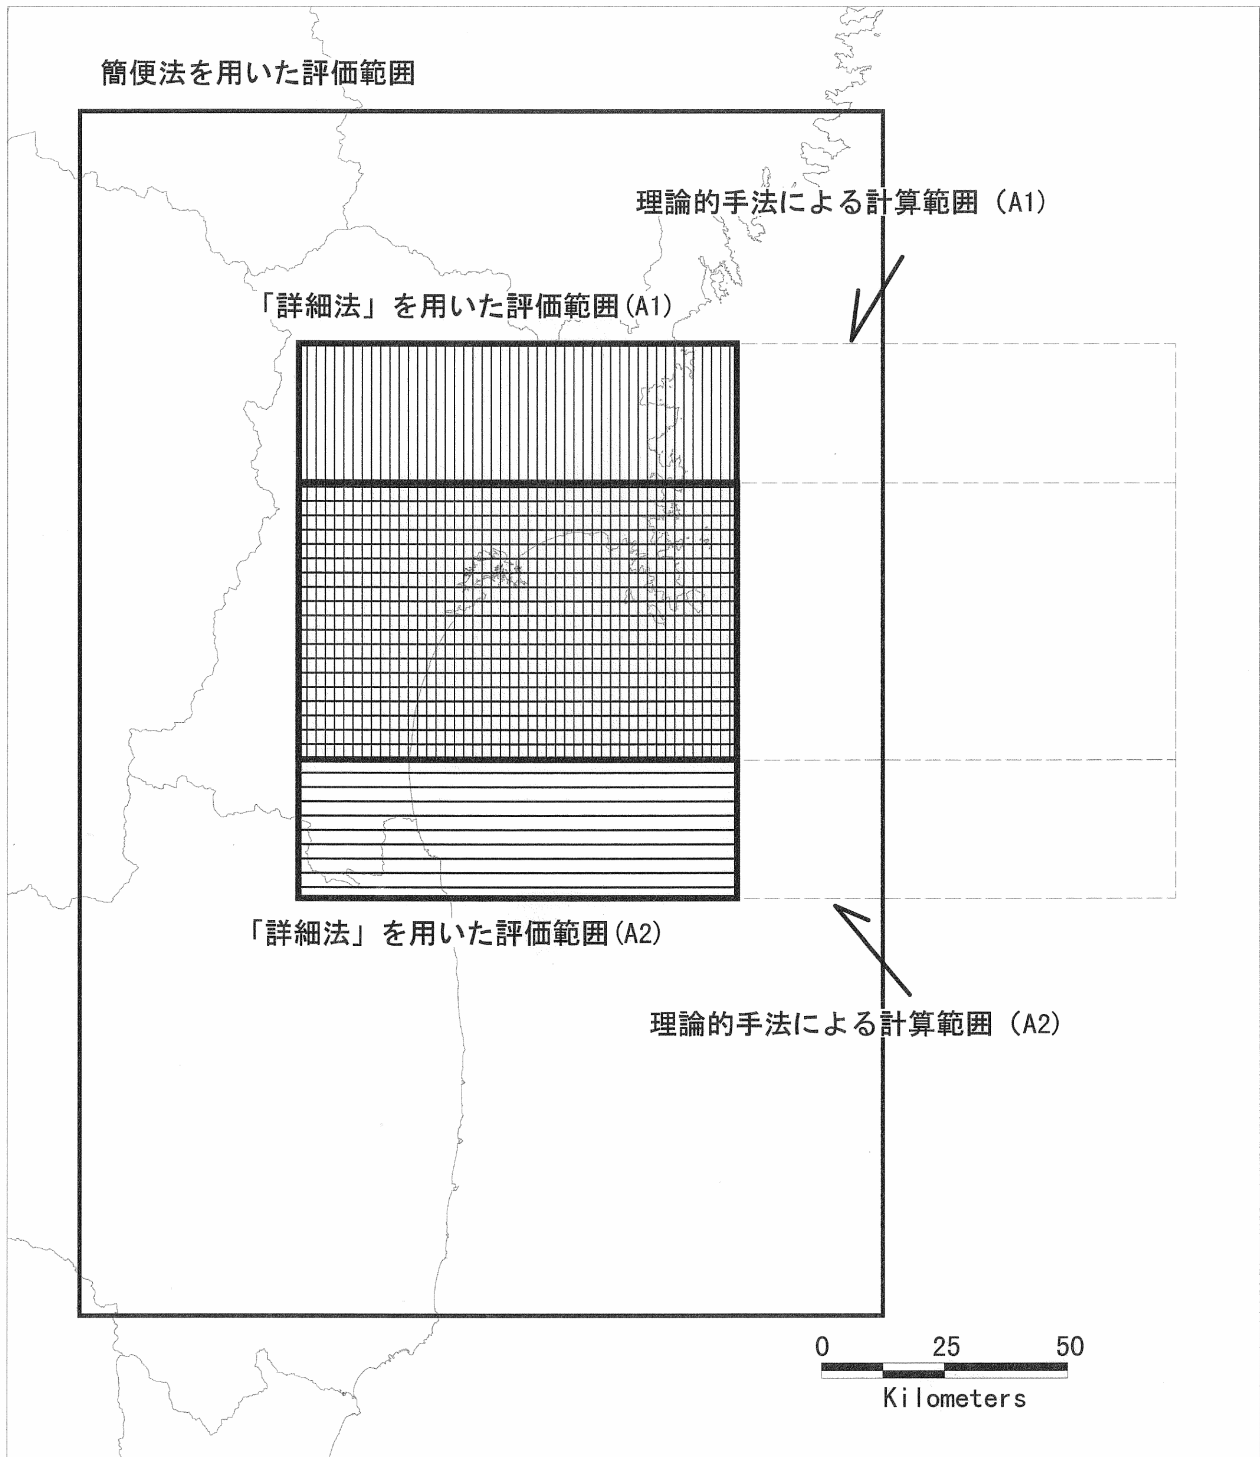 簡便法を用いた評価範囲
理論的手法による計算範囲（A1)
「詳細法」を用いた評価範囲(A1)
「詳細法」を用いた評価範囲(A2)
理論的手法による計算範囲（A2)
0 25 50
Kilometers